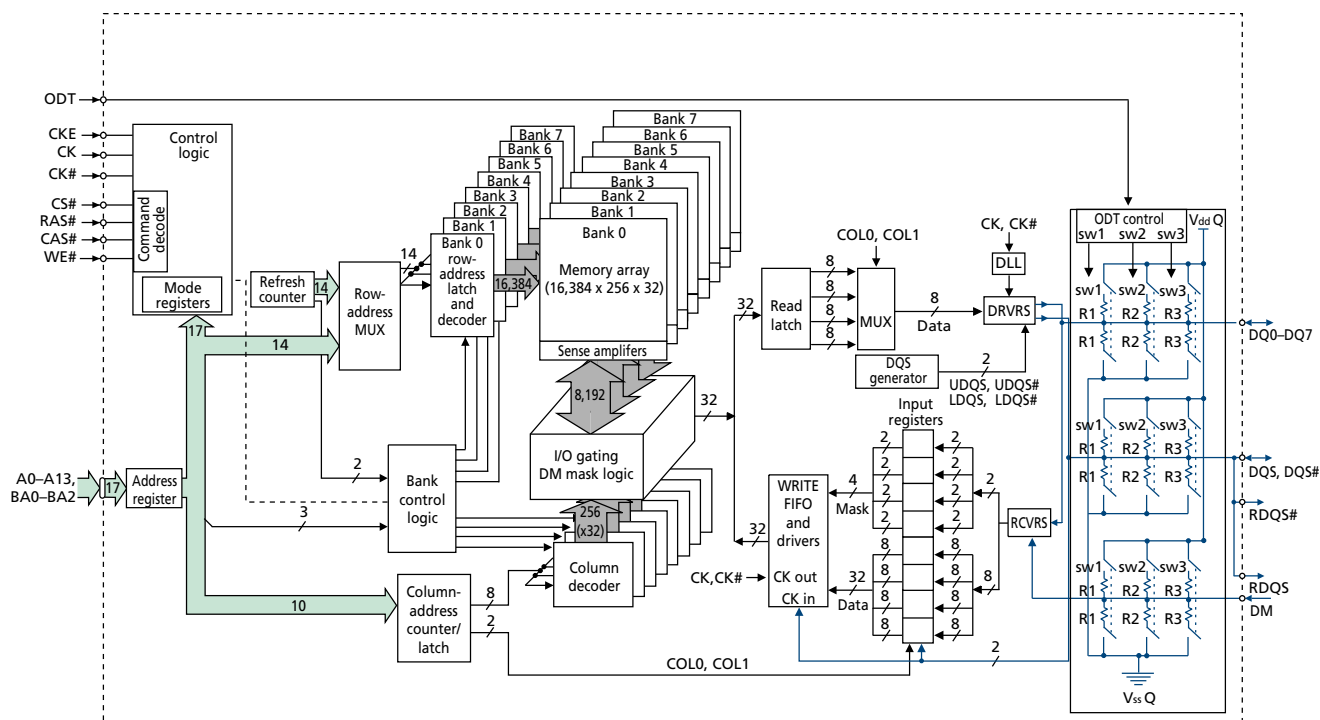 ODT
CKE
CK
CK#
CS#
RAS#
CAS#
WE#
Control
logic
Command
decode
Mode
registers
17
14
Refresh
counter
14
Row-
address
MUX
14
Bank 7
Bank 6
Bank 5
Bank 4
Bank 3
Bank 2
Bank 1
Bank 0
row-
address
latch
and
decoder
16,384
Bank 7
Bank 6
Bank 5
Bank 4
Bank 3
Bank 2
Bank 1
Bank 0
Memory array
(16,384 x 256 x 32)
Sense amplifers
8,192
I/O gating
DM mask logic
256
(x32)
Column
decoder
A0–A13,
BA0–BA2
17
Address
register
2
3
Bank
control
logic
10
Column-
address
counter/
latch
8
2
COL0, COL1
32
32
32
Read
latch
8
8
8
8
COL0, COL1
MUX
8
Data
CK, CK#
DLL
DRVRS
DQS
generator
2
UDQS, UDQS#
LDQS, LDQS#
Input
registers
2
2
2
2
8
8
8
8
2
2
2
2
8
8
8
8
2
8
RCVRS
WRITE
FIFO
and
drivers
CK out
CK in
4
Mask
32
Data
CK,CK#
2
ODT control
sw1 sw2 sw3
Vdd Q
sw1 sw2 sw3
R1 R2 R3
R1 R2 R3
sw1 sw2 sw3
R1 R2 R3
R1 R2 R3
sw1 sw2 sw3
R1 R2 R3
R1 R2 R3
Vss Q
DQ0–DQ7
DQS, DQS#
RDQS#
RDQS
DM